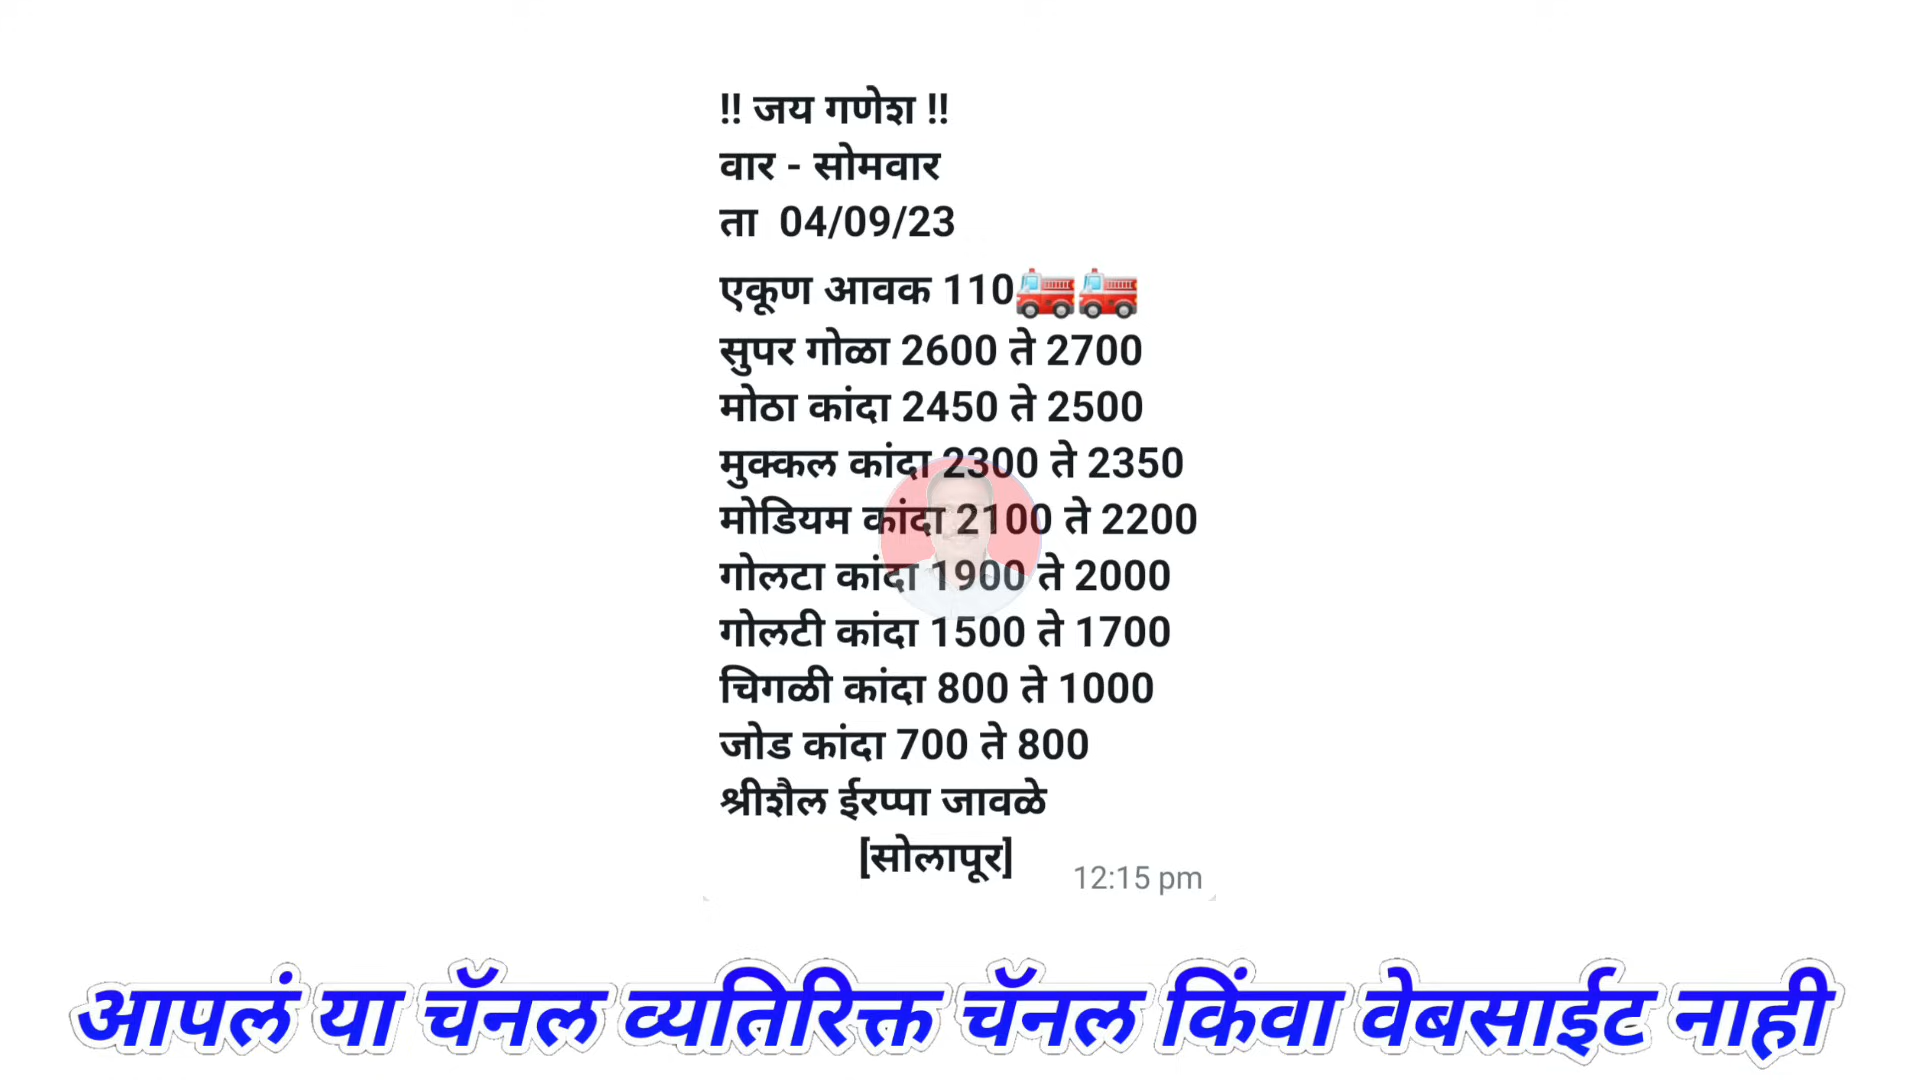 !! जय गणेश !!
वार - सोमवार
ता 04/09/23
एकूण आवक 110🚒🚒
सुपर गोळा 2600 ते 2700
मोठा कांदा 2450 ते 2500
मुक्कल कांदा 2300 ते 2350
मोडियम कांदा 2100 ते 2200
गोलटा कांदा 1900 ते 2000
गोलटी कांदा 1500 ते 1700
चिगळी कांदा 800 ते 1000
जोड कांदा 700 ते 800
श्रीशैल ईरप्पा जावळे
[सोलापूर]
12:15 pm
आपलं या चॅनल व्यतिरिक्त चॅनल किंवा वेबसाईट नाही